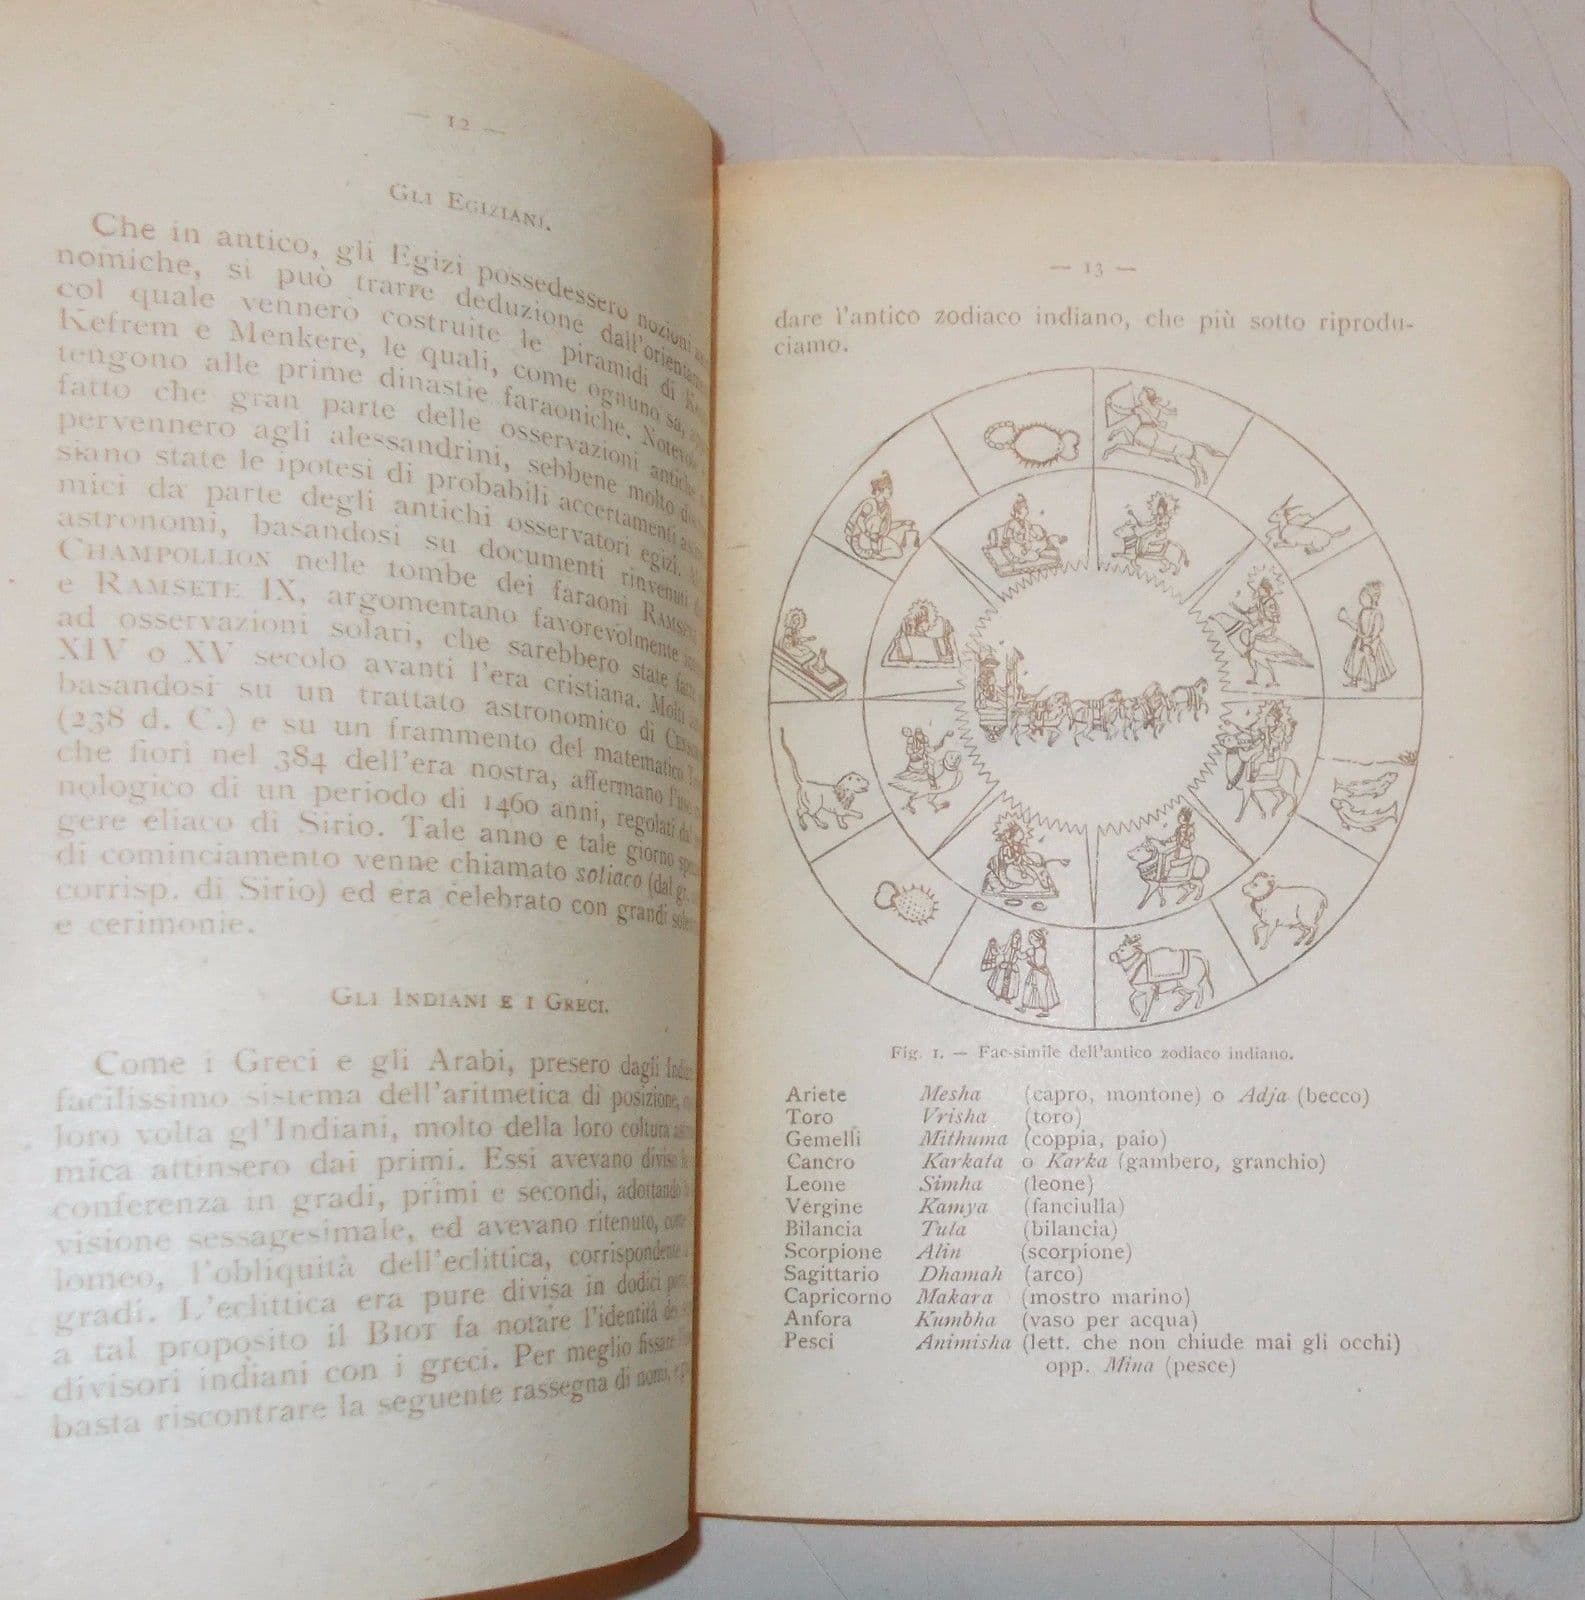 — 12 —
GLI EGIZIANI.
Che in antico, gli Egizi possedessero nozioni
nomiche, si può trarre deduzione dall'orientam
col quale vennero costruite le piramidi di
Kefrem e Menkere, le quali, come ognuno sa,
tengono alle prime dinastie faraoniche. Notevole
fatto che gran parte delle osservazioni antiche
pervennero agli alessandrini, sebbene molto
siano state le ipotesi di probabili accertamenti
mici da parte degli antichi osservatori egizi.
astronomi, basandosi su documenti rinvenuti
CHAMPOLLION nelle tombe dei faraoni
e RAMSETE IX, argomentano favorevolmente
ad osservazioni solari, che sarebbero state
XIV o XV secolo avanti l'era cristiana. Molti
basandosi su un trattato astronomico di
(238 d. C.) e su un frammento del matematico
che fiorì nel 384 dell'era nostra, affermano
nologico di un periodo di 1460 anni, regolati
gere eliaco di Sirio. Tale anno e tale giorno
di cominciamento venne chiamato soliaco (dal gr.
corrisp. di Sirio) ed era celebrato con grandi
e cerimonie.
GLI INDIANI E I GRECI.
Come i Greci e gli Arabi, presero dagli
facilissimo sistema dell'aritmetica di posizione,
loro volta gl'Indiani, molto della loro coltura
mica attinsero dai primi. Essi avevano diviso
conferenza in gradi, primi e secondi, adottando
visione sessagesimale, ed avevano ritenuto,
lomeo, l'obliquità dell'eclittica, corrispondente
gradi. L'eclittica era pure divisa in dodici
a tal proposito il BIOT fa notare l'identità
divisori indiani con i greci. Per meglio fissare
basta riscontrare la seguente rassegna di nomi,
— 13 —
dare l'antico zodiaco indiano, che più sotto riprodu-
ciamo.
Fig. 1. — Fac-simile dell'antico zodiaco indiano.
Ariete Mesha (capro, montone) o Adja (becco)
Toro Vrisha (toro)
Gemelli Mithuma (coppia, paio)
Cancro Karkata o Karka (gambero, granchio)
Leone Simha (leone)
Vergine Kamya (fanciulla)
Bilancia Tula (bilancia)
Scorpione Alin (scorpione)
Sagittario Dhamah (arco)
Capricorno Makara (mostro marino)
Anfora Kumbha (vaso per acqua)
Pesci Animisha (lett. che non chiude mai gli occhi)
opp. Mina (pesce)